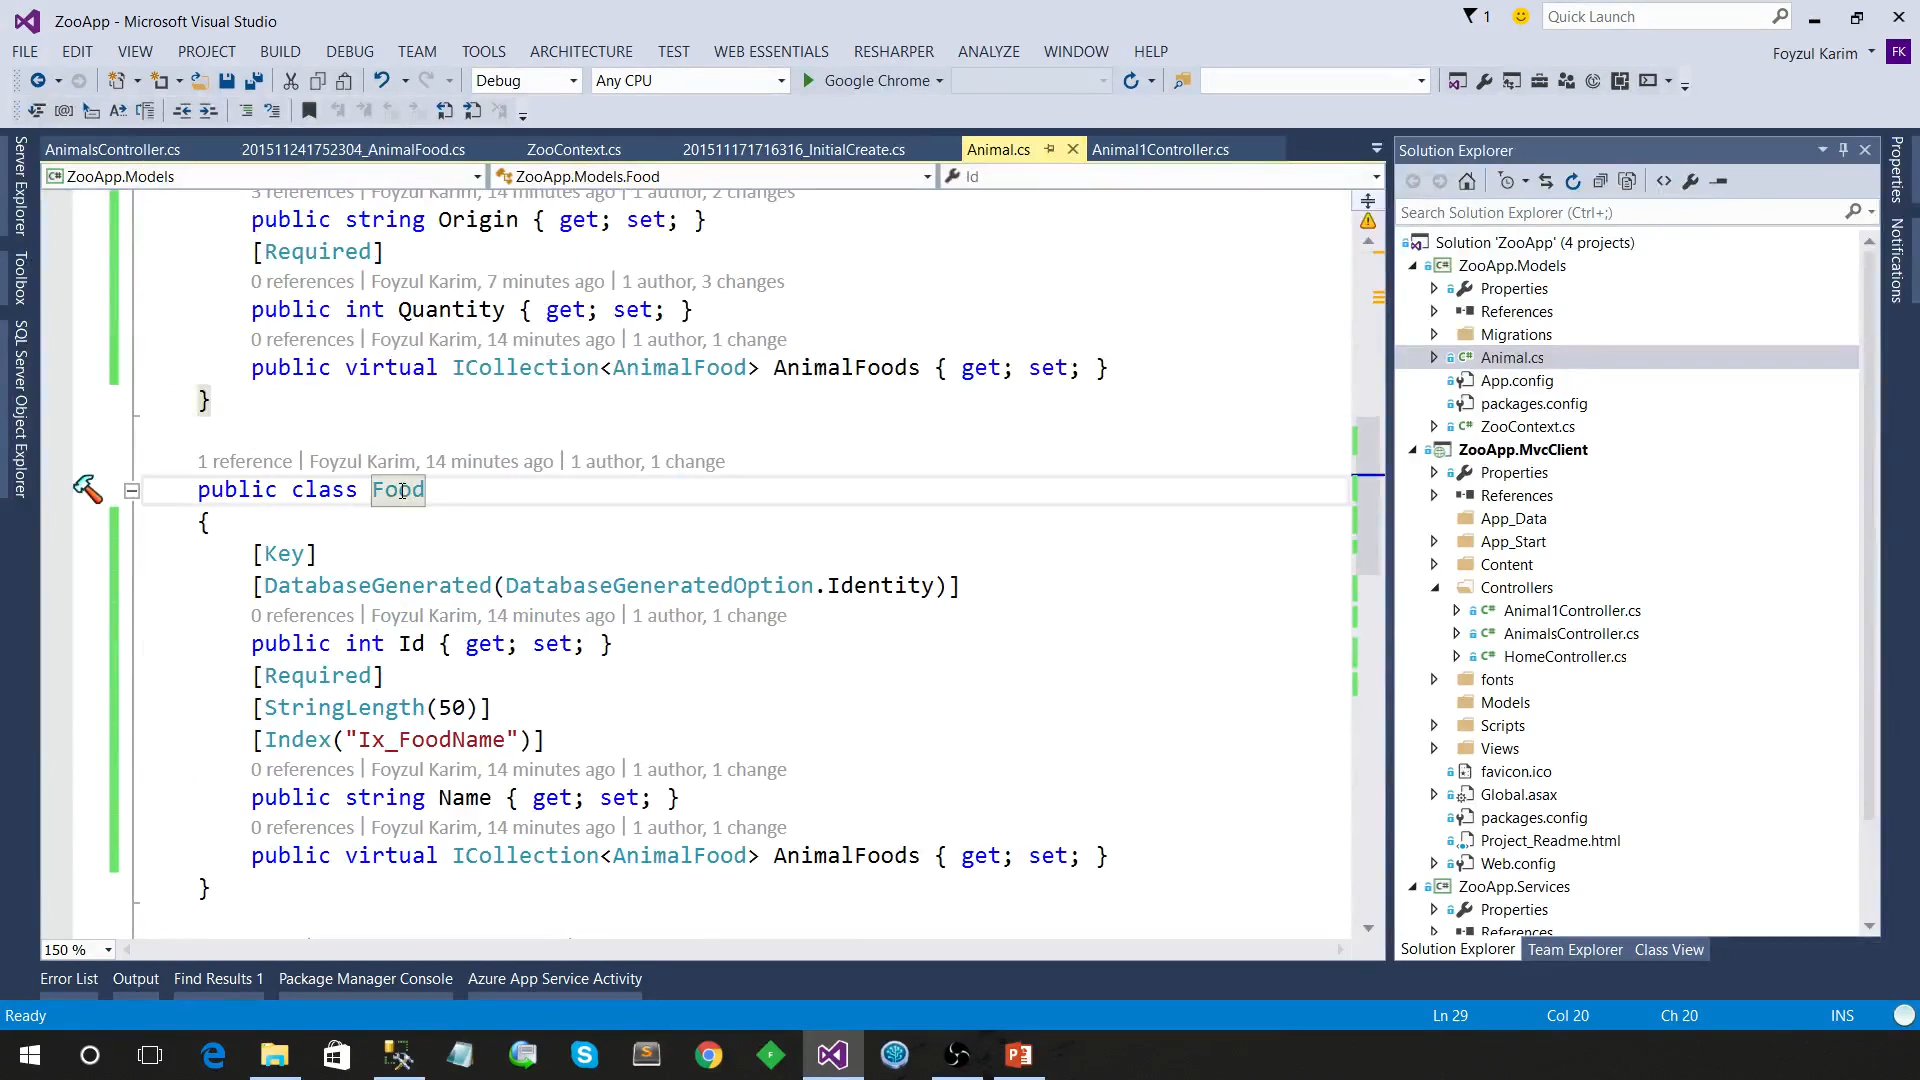 ZooApp - Microsoft Visual Studio
1
Quick Launch
FILE EDIT VIEW PROJECT BUILD DEBUG TEAM TOOLS ARCHITECTURE TEST WEB ESSENTIALS RESHARPER ANALYZE WINDOW HELP
Foyzul Karim FK
Debug Any CPU Google Chrome
AnimalsController.cs 201511241752304_AnimalFood.cs ZooContext.cs 201511171716316_InitialCreate.cs Animal.cs Animal1Controller.cs
ZooApp.Models ZooApp.Models.Food Id
3 references | Foyzul Karim, 14 minutes ago | 1 author, 2 changes
public string Origin { get; set; }
[Required]
0 references | Foyzul Karim, 7 minutes ago | 1 author, 3 changes
public int Quantity { get; set; }
0 references | Foyzul Karim, 14 minutes ago | 1 author, 1 change
public virtual ICollection<AnimalFood> AnimalFoods { get; set; }
}
1 reference | Foyzul Karim, 14 minutes ago | 1 author, 1 change
public class Food
{
[Key]
[DatabaseGenerated(DatabaseGeneratedOption.Identity)]
0 references | Foyzul Karim, 14 minutes ago | 1 author, 1 change
public int Id { get; set; }
[Required]
[StringLength(50)]
[Index("Ix_FoodName")]
0 references | Foyzul Karim, 14 minutes ago | 1 author, 1 change
public string Name { get; set; }
0 references | Foyzul Karim, 14 minutes ago | 1 author, 1 change
public virtual ICollection<AnimalFood> AnimalFoods { get; set; }
}
150 %
Server Explorer
Toolbox
SQL Server Object Explorer
Solution Explorer
Search Solution Explorer (Ctrl+;)
Solution 'ZooApp' (4 projects)
ZooApp.Models
Properties
References
Migrations
Animal.cs
App.config
packages.config
ZooContext.cs
ZooApp.MvcClient
Properties
References
App_Data
App_Start
Content
Controllers
Animal1Controller.cs
AnimalsController.cs
HomeController.cs
fonts
Models
Scripts
Views
favicon.ico
Global.asax
packages.config
Project_Readme.html
Web.config
ZooApp.Services
Properties
References
Solution Explorer Team Explorer Class View
Properties
Notifications
Error List Output Find Results 1 Package Manager Console Azure App Service Activity
Ready Ln 29 Col 20 Ch 20 INS